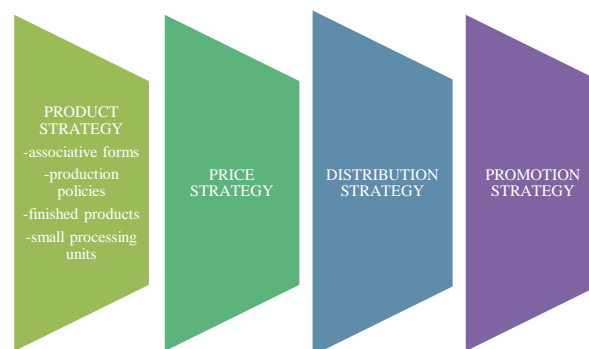 PRODUCT
STRATEGY
-associative forms
-production
policies
-finished products
-small processing
units
PRICE
STRATEGY
DISTRIBUTION
STRATEGY
PROMOTION
STRATEGY